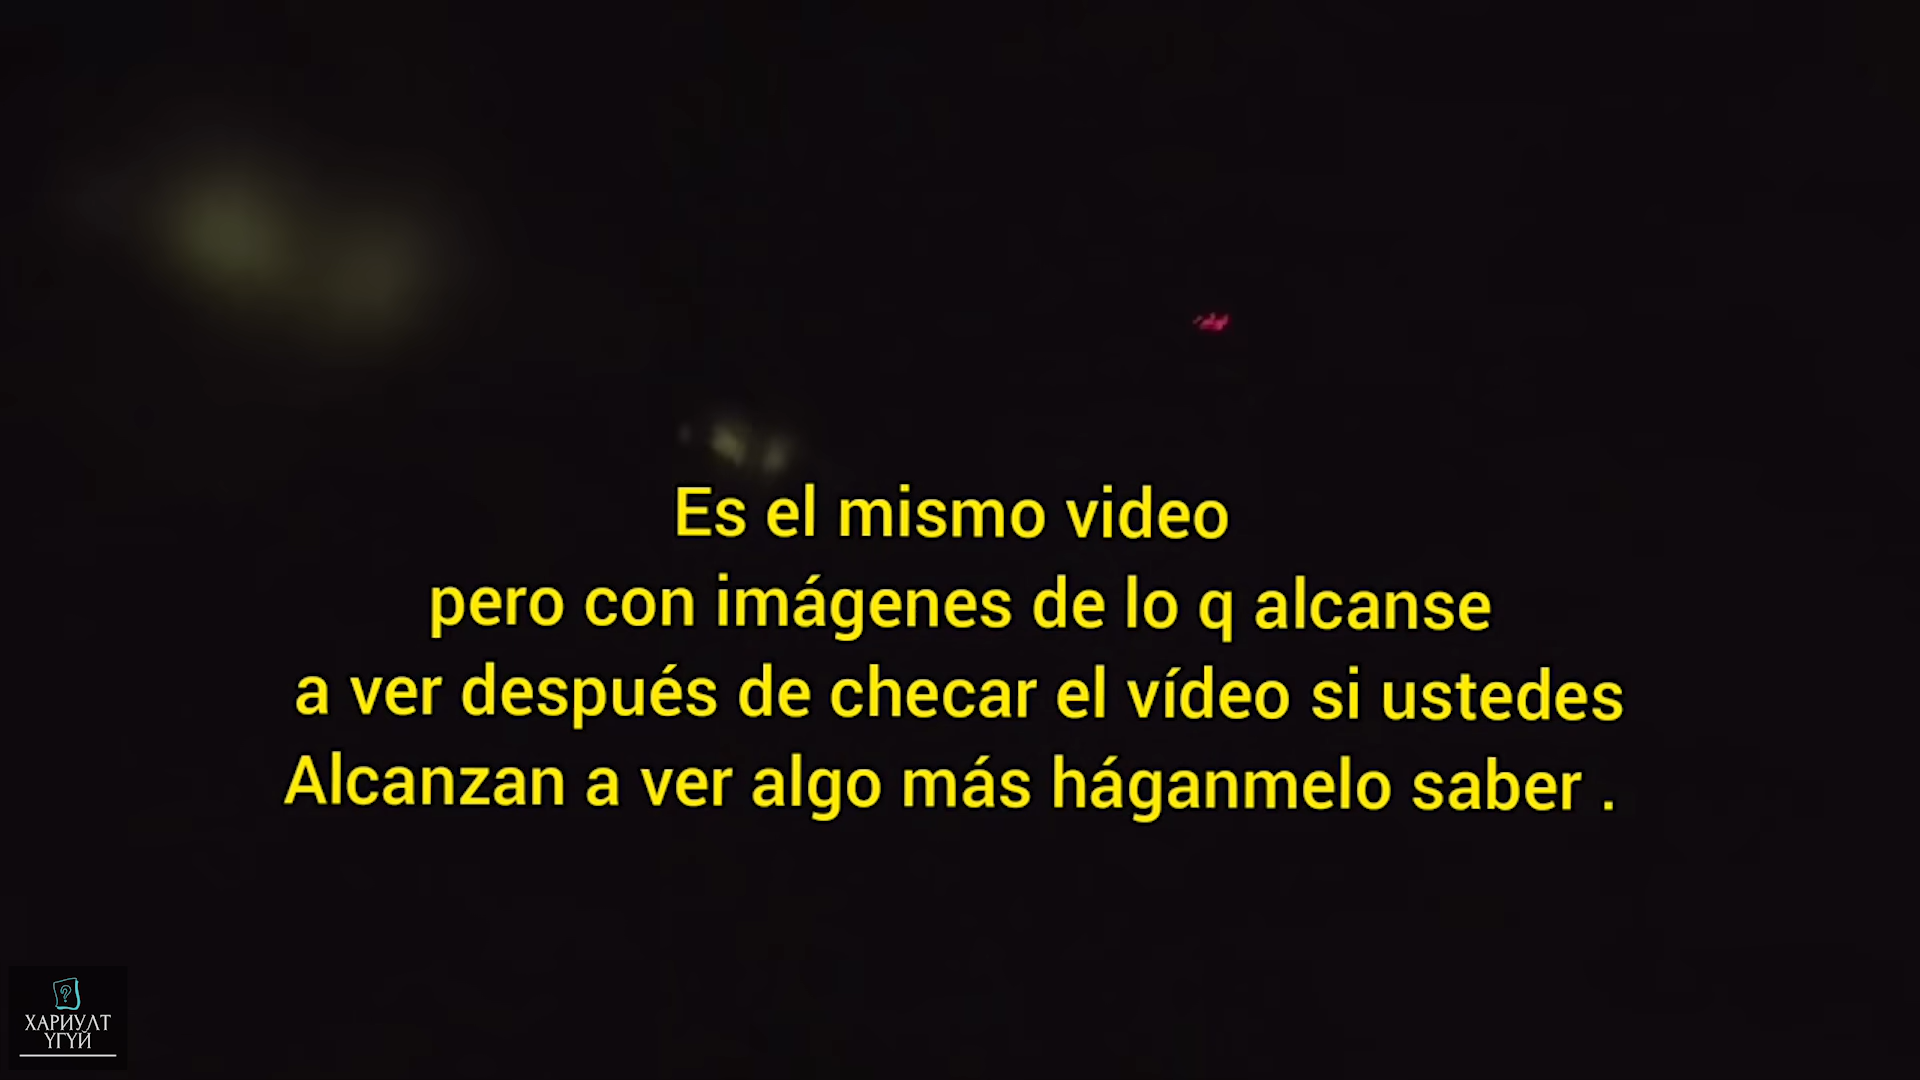 Es el mismo video
pero con imágenes de lo q alcanse
a ver después de checar el vídeo si ustedes
Alcanzan a ver algo más háganmelo saber .
?
ХАРИУЛТ
ҮГҮЙ